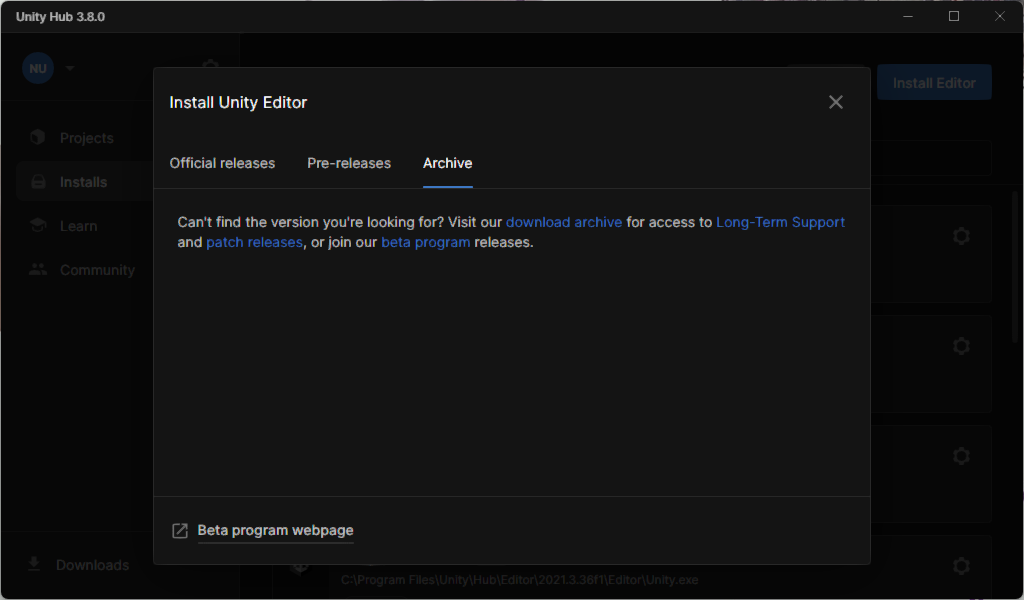 Unity Hub 3.8.0
NU
Install Editor
Install Unity Editor
Projects
Official releases
Pre-releases
Archive
Installs
Can't find the version you're looking for? Visit our download archive for access to Long-Term Support
and patch releases, or join our beta program releases.
Learn
Community
Beta program webpage
Downloads
C:\Program Files\Unity\Hub\Editor\2021.3.36f1\Editor\Unity.exe